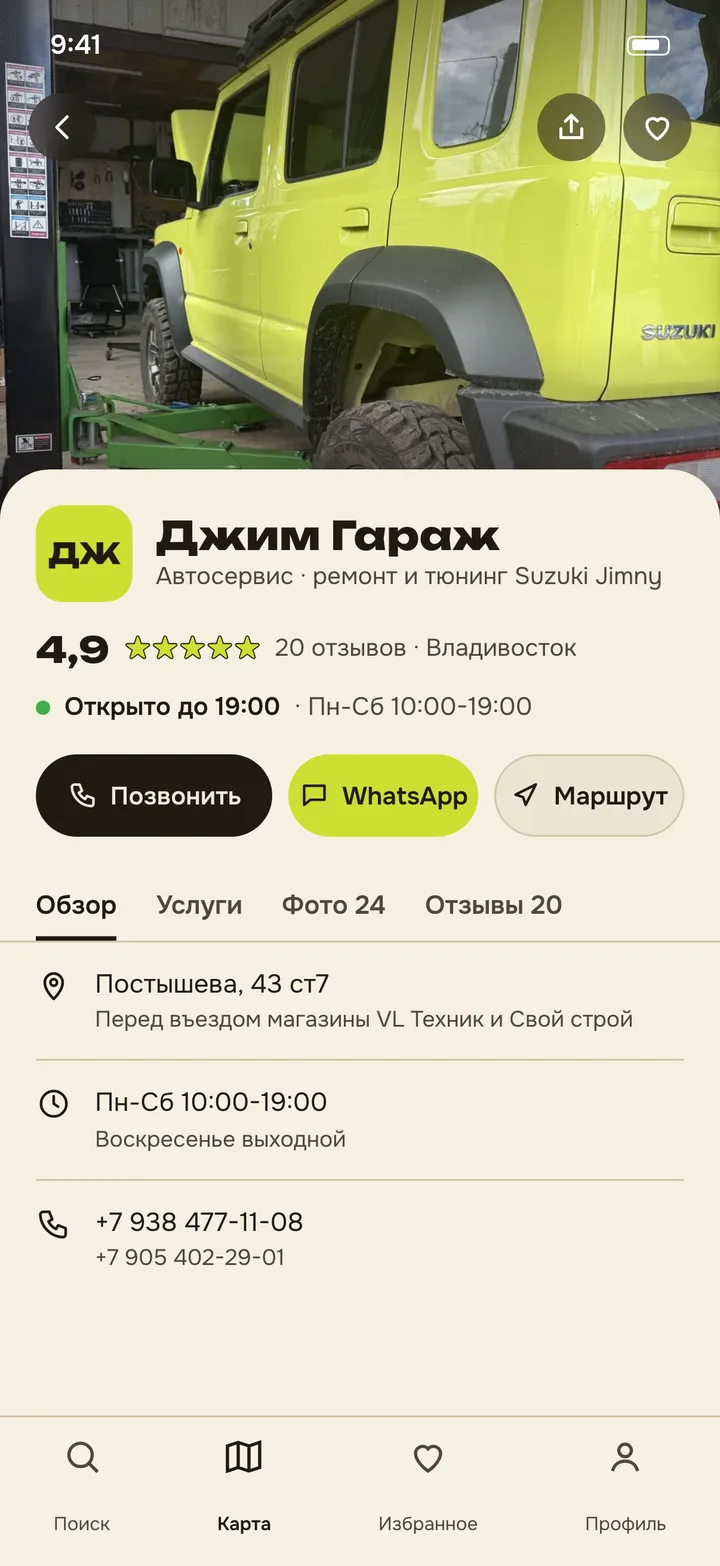 9:41
SUZUKI
ДЖ
Джим Гараж
Автосервис · ремонт и тюнинг Suzuki Jimny
4,9 20 отзывов · Владивосток
Открыто до 19:00 · Пн-Сб 10:00-19:00
Позвонить WhatsApp Маршрут
Обзор Услуги Фото 24 Отзывы 20
Постышева, 43 ст7
Перед въездом магазины VL Техник и Свой строй
Пн-Сб 10:00-19:00
Воскресенье выходной
+7 938 477-11-08
+7 905 402-29-01
Поиск Карта Избранное Профиль